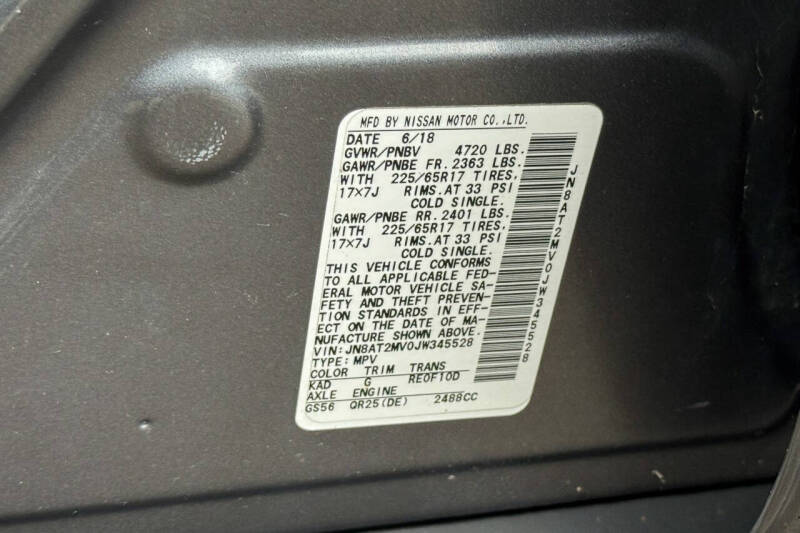 MFD BY NISSAN MOTOR CO.,LTD.
DATE 6/18
GVWR/PNBV 4720 LBS.
GAWR/PNBE FR. 2363 LBS.
WITH 225/65R17 TIRES,
17×7J RIMS.AT 33 PSI
COLD SINGLE.
GAWR/PNBE RR. 2401 LBS.
WITH 225/65R17 TIRES,
17×7J RIMS.AT 33 PSI
COLD SINGLE.
THIS VEHICLE CONFORMS
TO ALL APPLICABLE FED-
ERAL MOTOR VEHICLE SA-
FETY AND THEFT PREVEN-
TION STANDARDS IN EFF-
ECT ON THE DATE OF MA-
NUFACTURE SHOWN ABOVE.
VIN:JN8AT2MV0JW345528
TYPE:MPV
COLOR TRIM TRANS
KAD G RE0F10D
AXLE ENGINE
GS56 QR25(DE) 2488CC
JN8AT2MV0JW345528